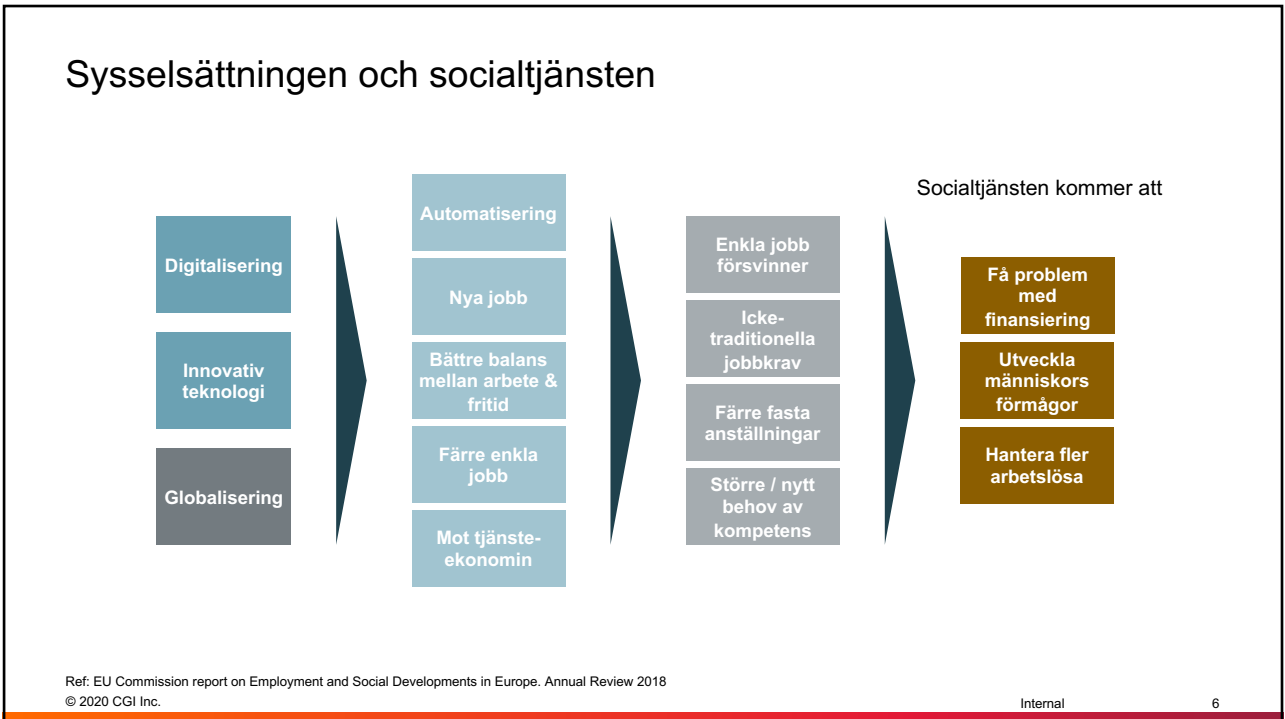 Sysselsättningen och socialtjänsten
Digitalisering
Innovativ
teknologi
Globalisering
Automatisering
Nya jobb
Bättre balans
mellan arbete &
fritid
Färre enkla
jobb
Mot tjänste-
ekonomin
Enkla jobb
försvinner
Icke-
traditionella
jobbkrav
Färre fasta
anställningar
Större / nytt
behov av
kompetens
Socialtjänsten kommer att
Få problem
med
finansiering
Utveckla
människors
förmågor
Hantera fler
arbetslösa
Ref: EU Commission report on Employment and Social Developments in Europe. Annual Review 2018
© 2020 CGI Inc.
Internal
6